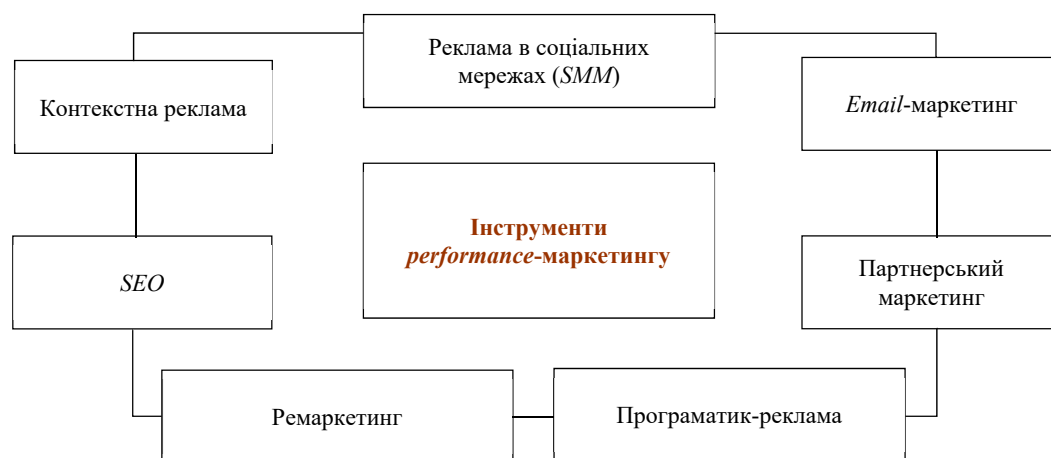 Реклама в соціальних
мережах (SMM)
Контекстна реклама
Email-маркетинг
Інструменти
performance-маркетингу
SEO
Партнерський
маркетинг
Ремаркетинг
Програматик-реклама